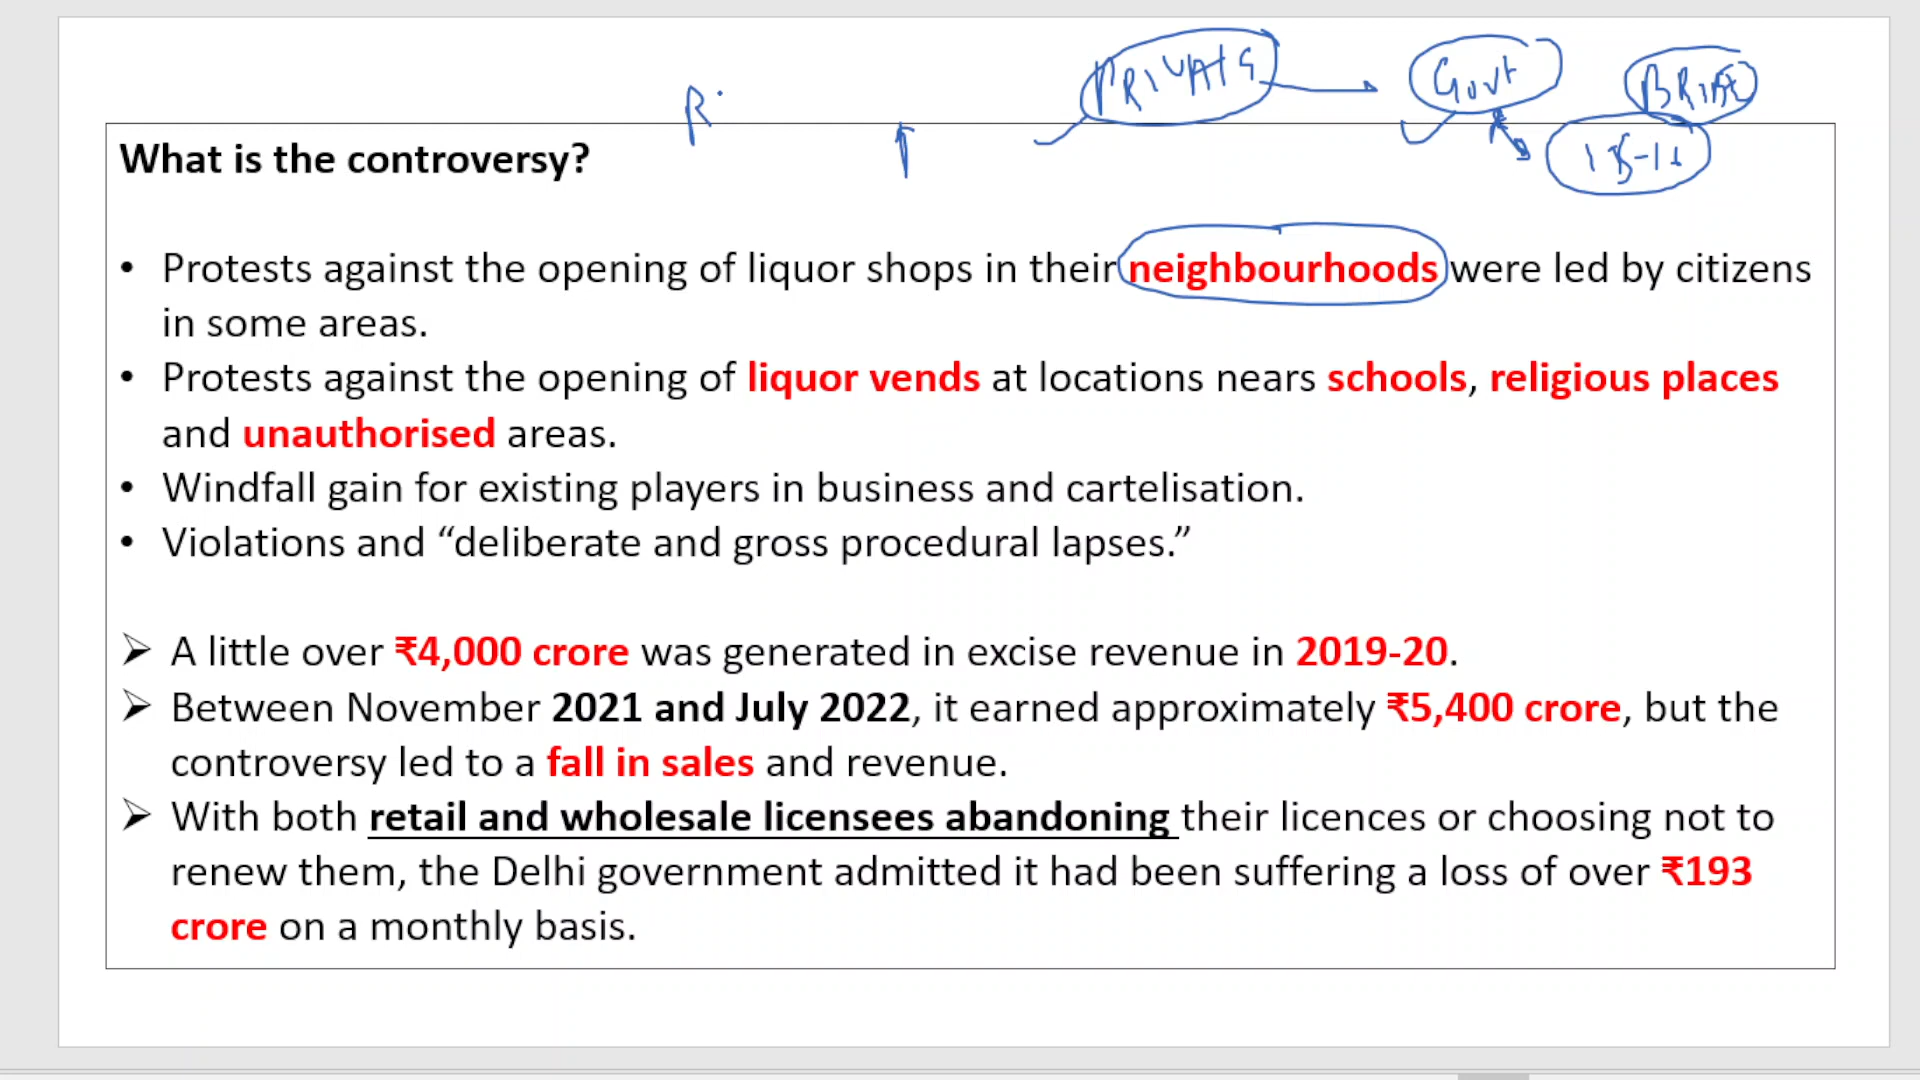 PRIVATE Govt BRIBE
What is the controversy?
• Protests against the opening of liquor shops in their neighbourhoods were led by citizens
in some areas.
• Protests against the opening of liquor vends at locations nears schools, religious places
and unauthorised areas.
• Windfall gain for existing players in business and cartelisation.
• Violations and “deliberate and gross procedural lapses.”
➢ A little over ₹4,000 crore was generated in excise revenue in 2019-20.
➢ Between November 2021 and July 2022, it earned approximately ₹5,400 crore, but the
controversy led to a fall in sales and revenue.
➢ With both retail and wholesale licensees abandoning their licences or choosing not to
renew them, the Delhi government admitted it had been suffering a loss of over ₹193
crore on a monthly basis.